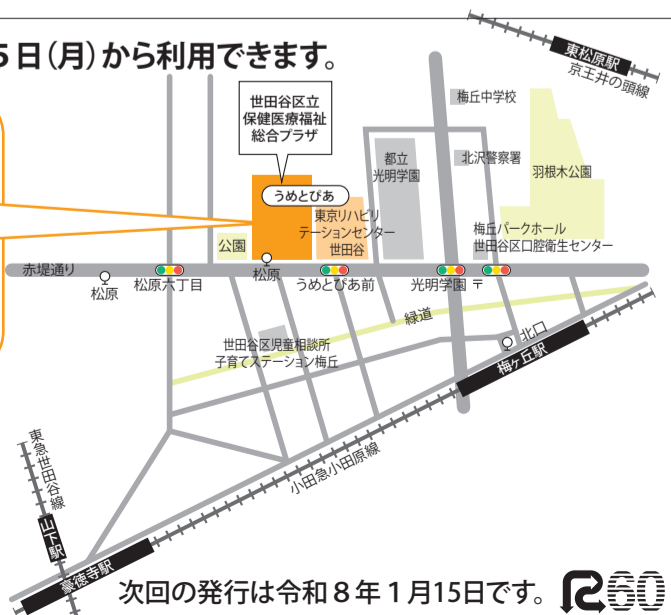 5日(月)から利用できます。
東松原駅
京王井の頭線
世田谷区立
保健医療福祉
総合プラザ
うめとぴあ
梅丘中学校
都立
光明学園
北沢警察署
羽根木公園
東京リハビリ
テーションセンター
世田谷
公園
梅丘パークホール
世田谷区口腔衛生センター
赤堤通り
松原
松原六丁目
松原
うめとぴあ前
光明学園
〒
緑道
世田谷区児童相談所
子育てステーション梅丘
北口
梅ヶ丘駅
小田急小田原線
東急世田谷線
山下駅
豪徳寺駅
次回の発行は令和8年1月15日です。
R60